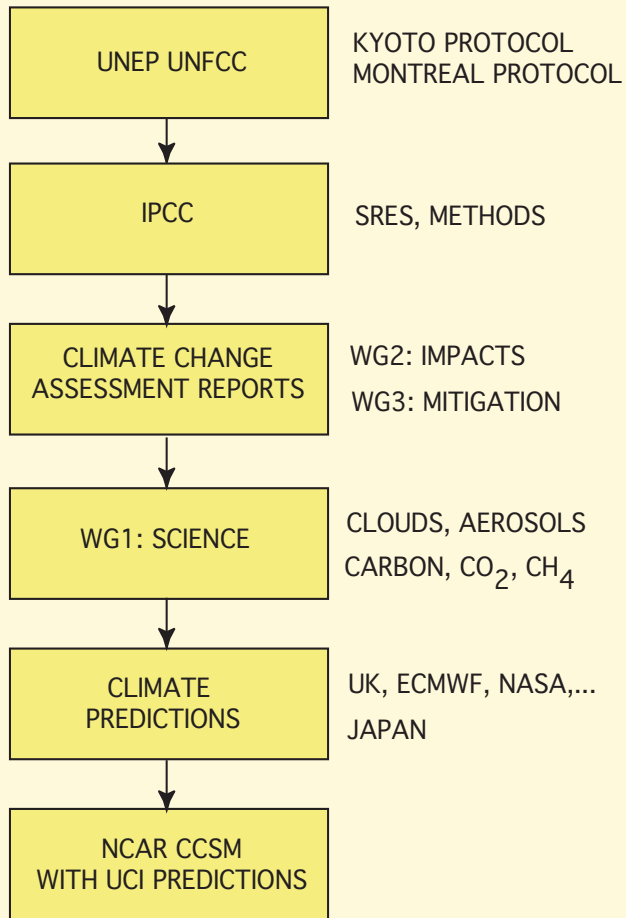 UNEP UNFCC
KYOTO PROTOCOL
MONTREAL PROTOCOL
IPCC
SRES, METHODS
CLIMATE CHANGE
ASSESSMENT REPORTS
WG2: IMPACTS
WG3: MITIGATION
WG1: SCIENCE
CLOUDS, AEROSOLS
CARBON, CO2, CH4
CLIMATE
PREDICTIONS
UK, ECMWF, NASA,...
JAPAN
NCAR CCSM
WITH UCI PREDICTIONS